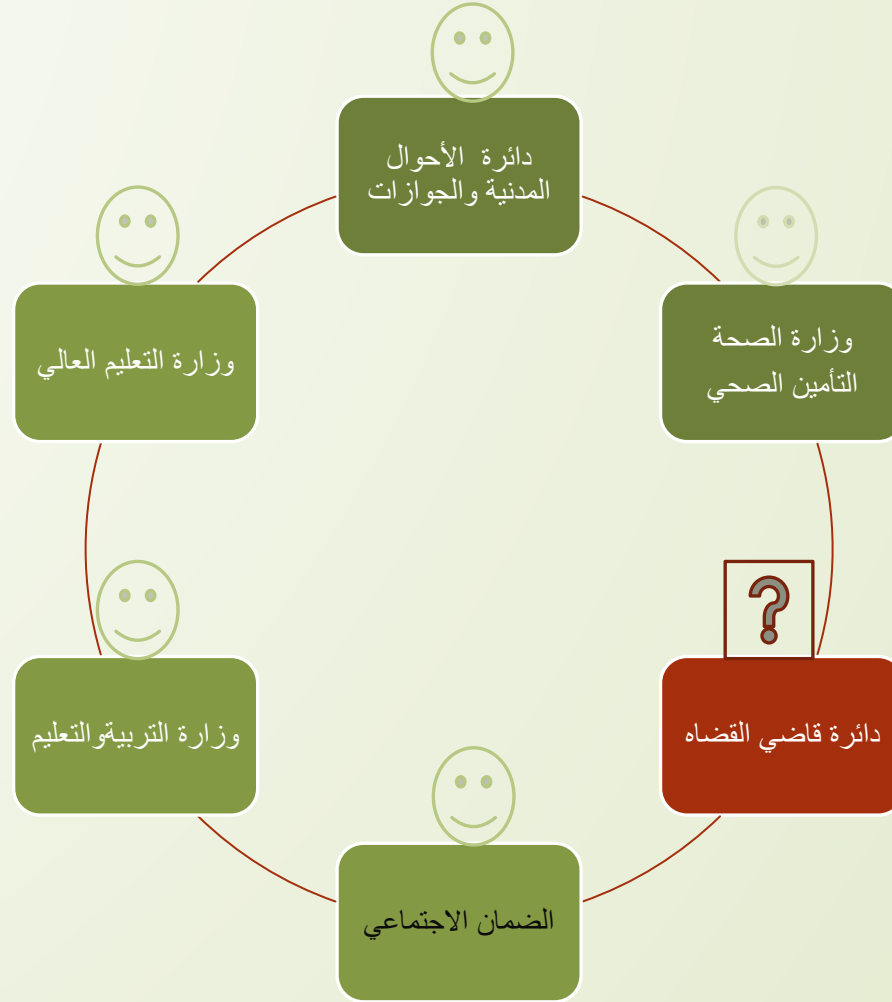 دائرة الأحوال
المدنية والجوازات
وزارة الصحة
التأمين الصحي
دائرة قاضي القضاه
الضمان الاجتماعي
وزارة التربيةوالتعليم
وزارة التعليم العالي
?